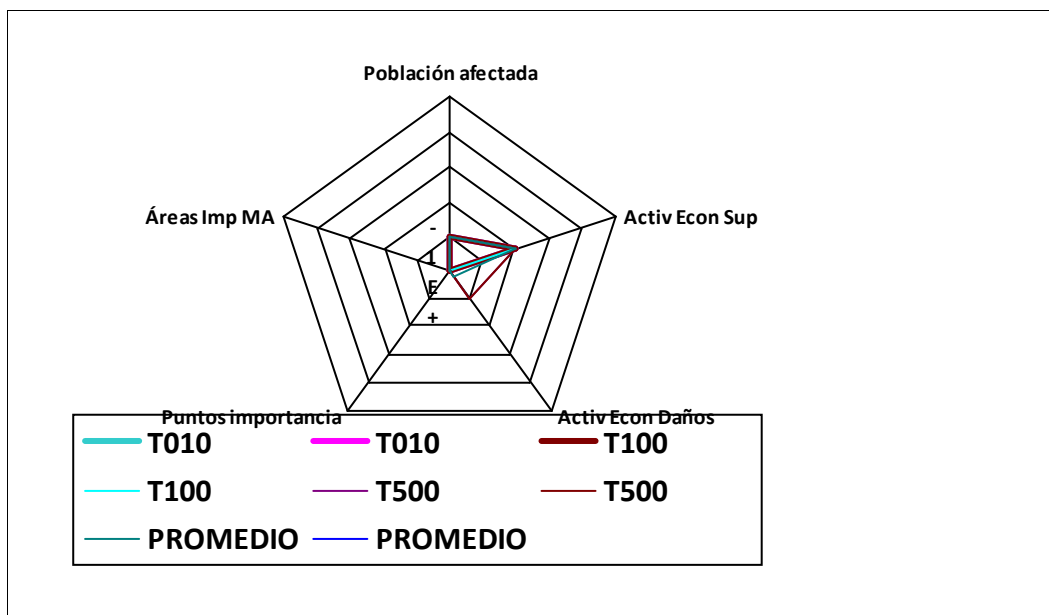 Población afectada
Áreas Imp MA
Activ Econ Sup
-
1
E
+
Puntos importancia
Activ Econ Daños
T010 T010 T100
T100 T500 T500
PROMEDIO PROMEDIO